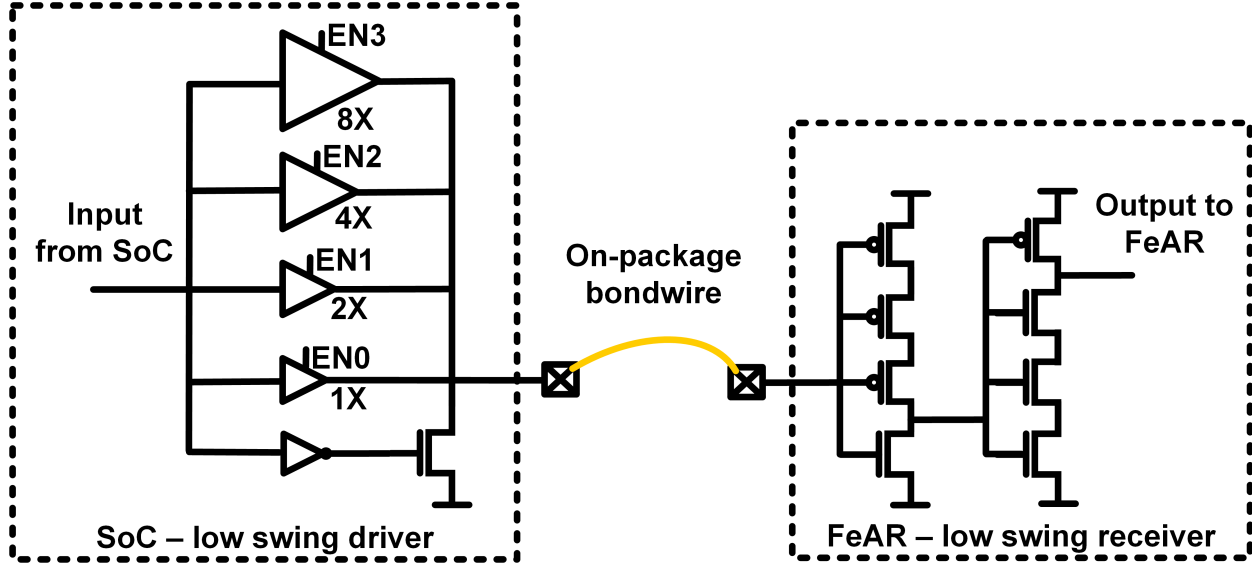 EN3
8X
EN2
4X
Input
from SoC
EN1
2X
EN0
1X
SoC – low swing driver
On-package
bondwire
Output to
FeAR
FeAR – low swing receiver